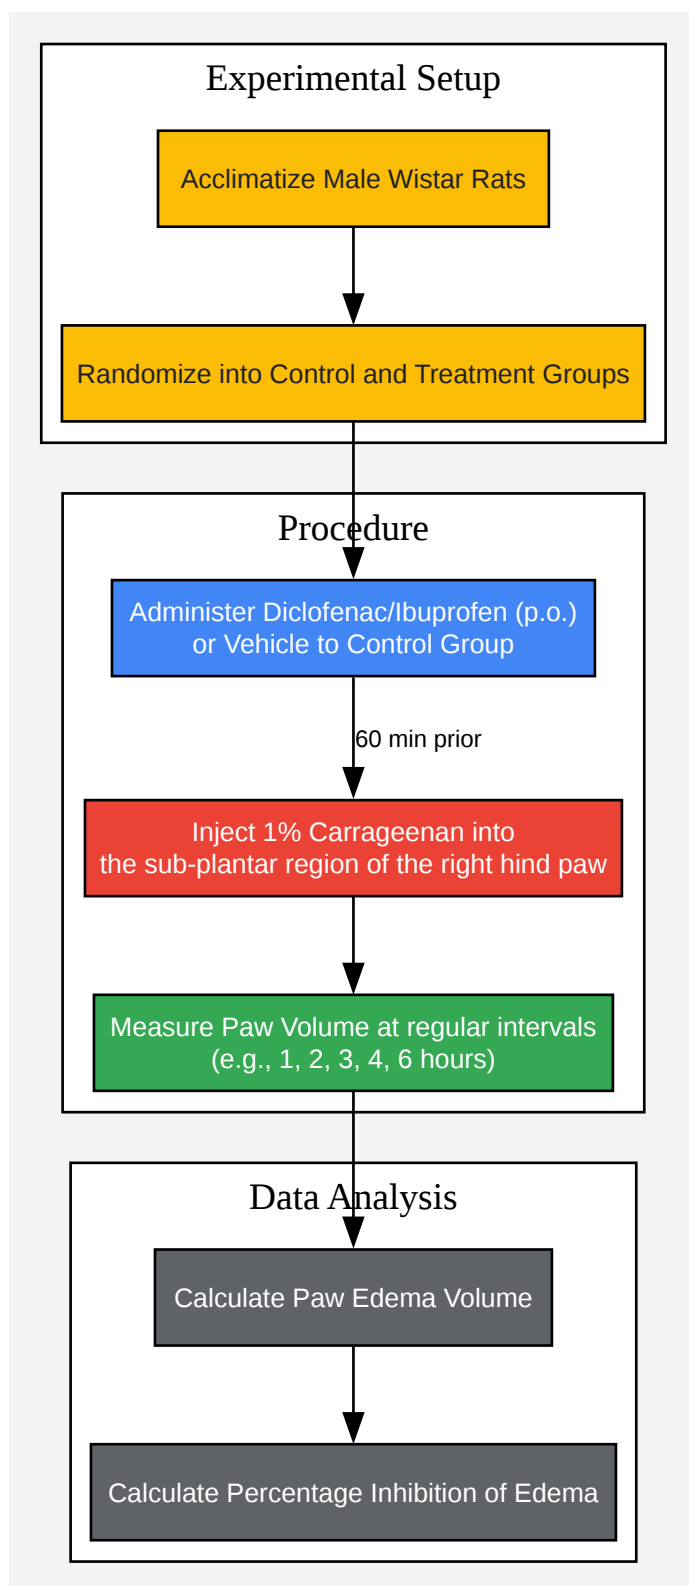 Experimental Setup
Acclimatize Male Wistar Rats
Randomize into Control and Treatment Groups
Procedure
Administer Diclofenac/Ibuprofen (p.o.)
or Vehicle to Control Group
60 min prior
Inject 1% Carrageenan into
the sub-plantar region of the right hind paw
Measure Paw Volume at regular intervals
(e.g., 1, 2, 3, 4, 6 hours)
Data Analysis
Calculate Paw Edema Volume
Calculate Percentage Inhibition of Edema